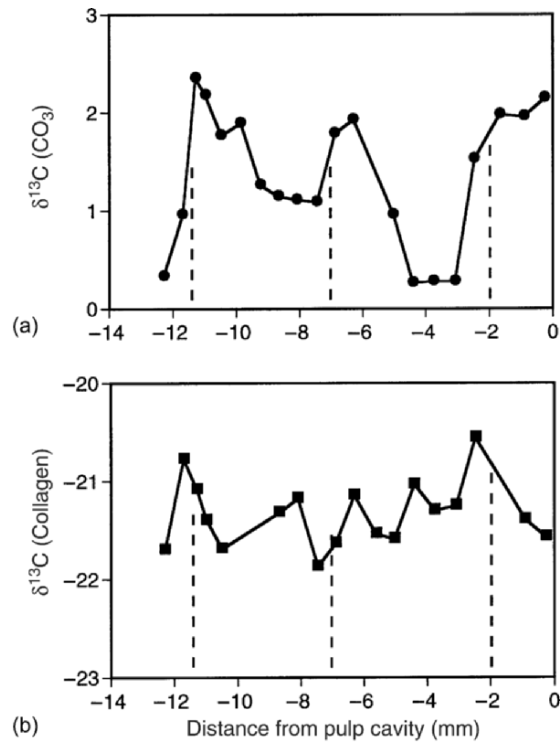 3
2
1
0
δ¹³C (CO₃)
(a)
−14 −12 −10 −8 −6 −4 −2 0
−20
−21
−22
−23
δ¹³C (Collagen)
−14 −12 −10 −8 −6 −4 −2 0
(b)
Distance from pulp cavity (mm)